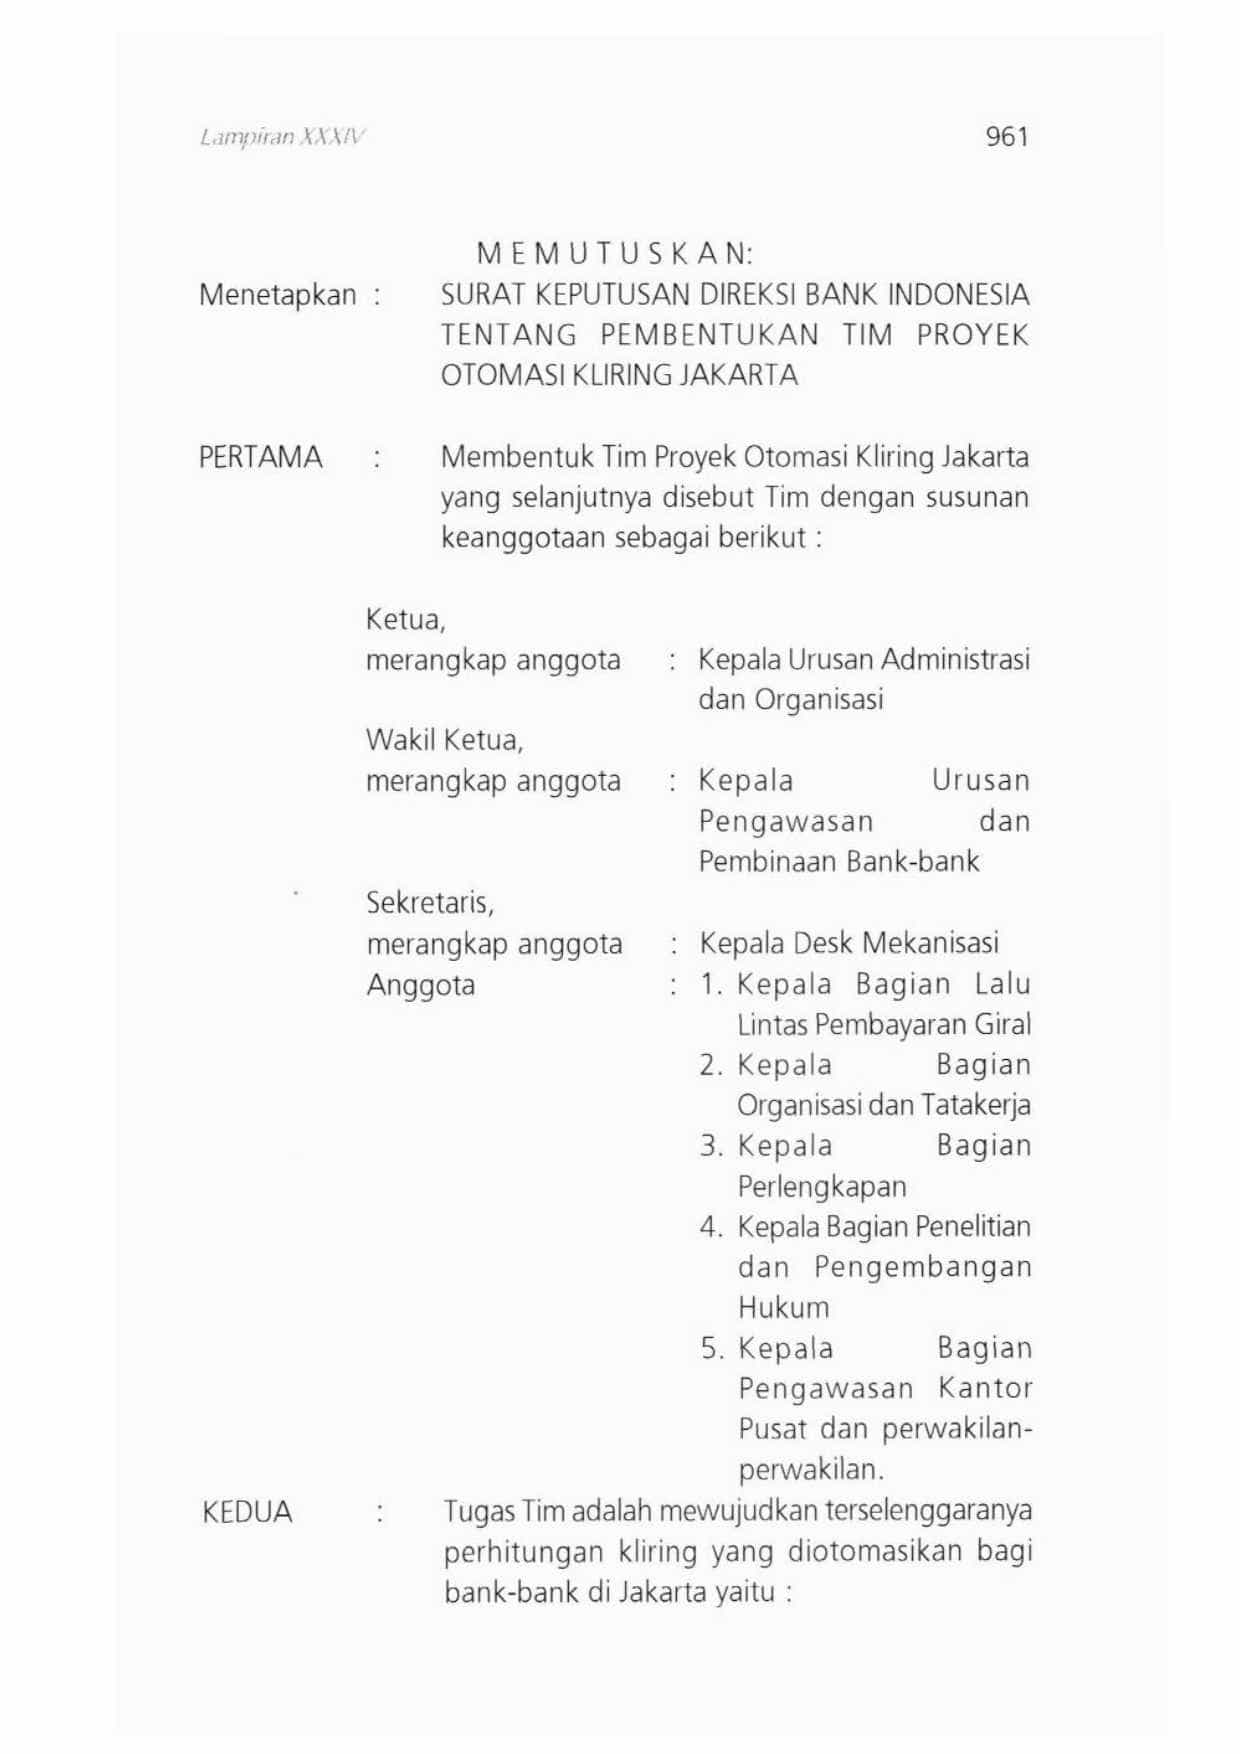 Lampiran XXXIV 961
M E M U T U S K A N:
Menetapkan : SURAT KEPUTUSAN DIREKSI BANK INDONESIA
TENTANG PEMBENTUKAN TIM PROYEK
OTOMASI KLIRING JAKARTA
PERTAMA : Membentuk Tim Proyek Otomasi Kliring Jakarta
yang selanjutnya disebut Tim dengan susunan
keanggotaan sebagai berikut :
Ketua,
merangkap anggota : Kepala Urusan Administrasi
dan Organisasi
Wakil Ketua,
merangkap anggota : Kepala Urusan
Pengawasan dan
Pembinaan Bank-bank
Sekretaris,
merangkap anggota : Kepala Desk Mekanisasi
Anggota : 1. Kepala Bagian Lalu
Lintas Pembayaran Giral
2. Kepala Bagian
Organisasi dan Tatakerja
3. Kepala Bagian
Perlengkapan
4. Kepala Bagian Penelitian
dan Pengembangan
Hukum
5. Kepala Bagian
Pengawasan Kantor
Pusat dan perwakilan-
perwakilan.
KEDUA : Tugas Tim adalah mewujudkan terselenggaranya
perhitungan kliring yang diotomasikan bagi
bank-bank di Jakarta yaitu :